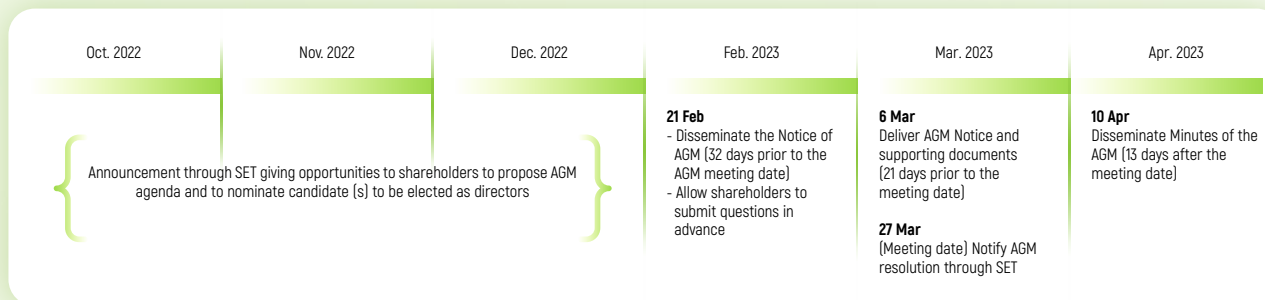 Oct. 2022
Nov. 2022
Dec. 2022
Feb. 2023
Mar. 2023
Apr. 2023
Announcement through SET giving opportunities to shareholders to propose AGM
agenda and to nominate candidate (s) to be elected as directors
21 Feb
- Disseminate the Notice of
AGM (32 days prior to the
AGM meeting date)
- Allow shareholders to
submit questions in
advance
6 Mar
Deliver AGM Notice and
supporting documents
(21 days prior to the
meeting date)
27 Mar
(Meeting date) Notify AGM
resolution through SET
10 Apr
Disseminate Minutes of the
AGM (13 days after the
meeting date)